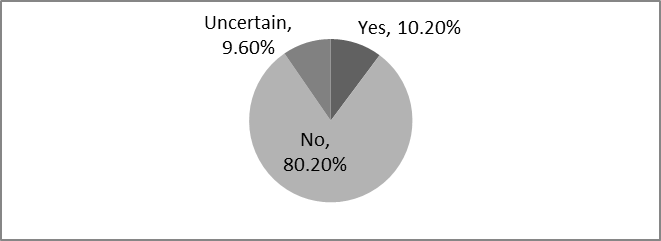 Uncertain,
9.60%
Yes, 10.20%
No,
80.20%